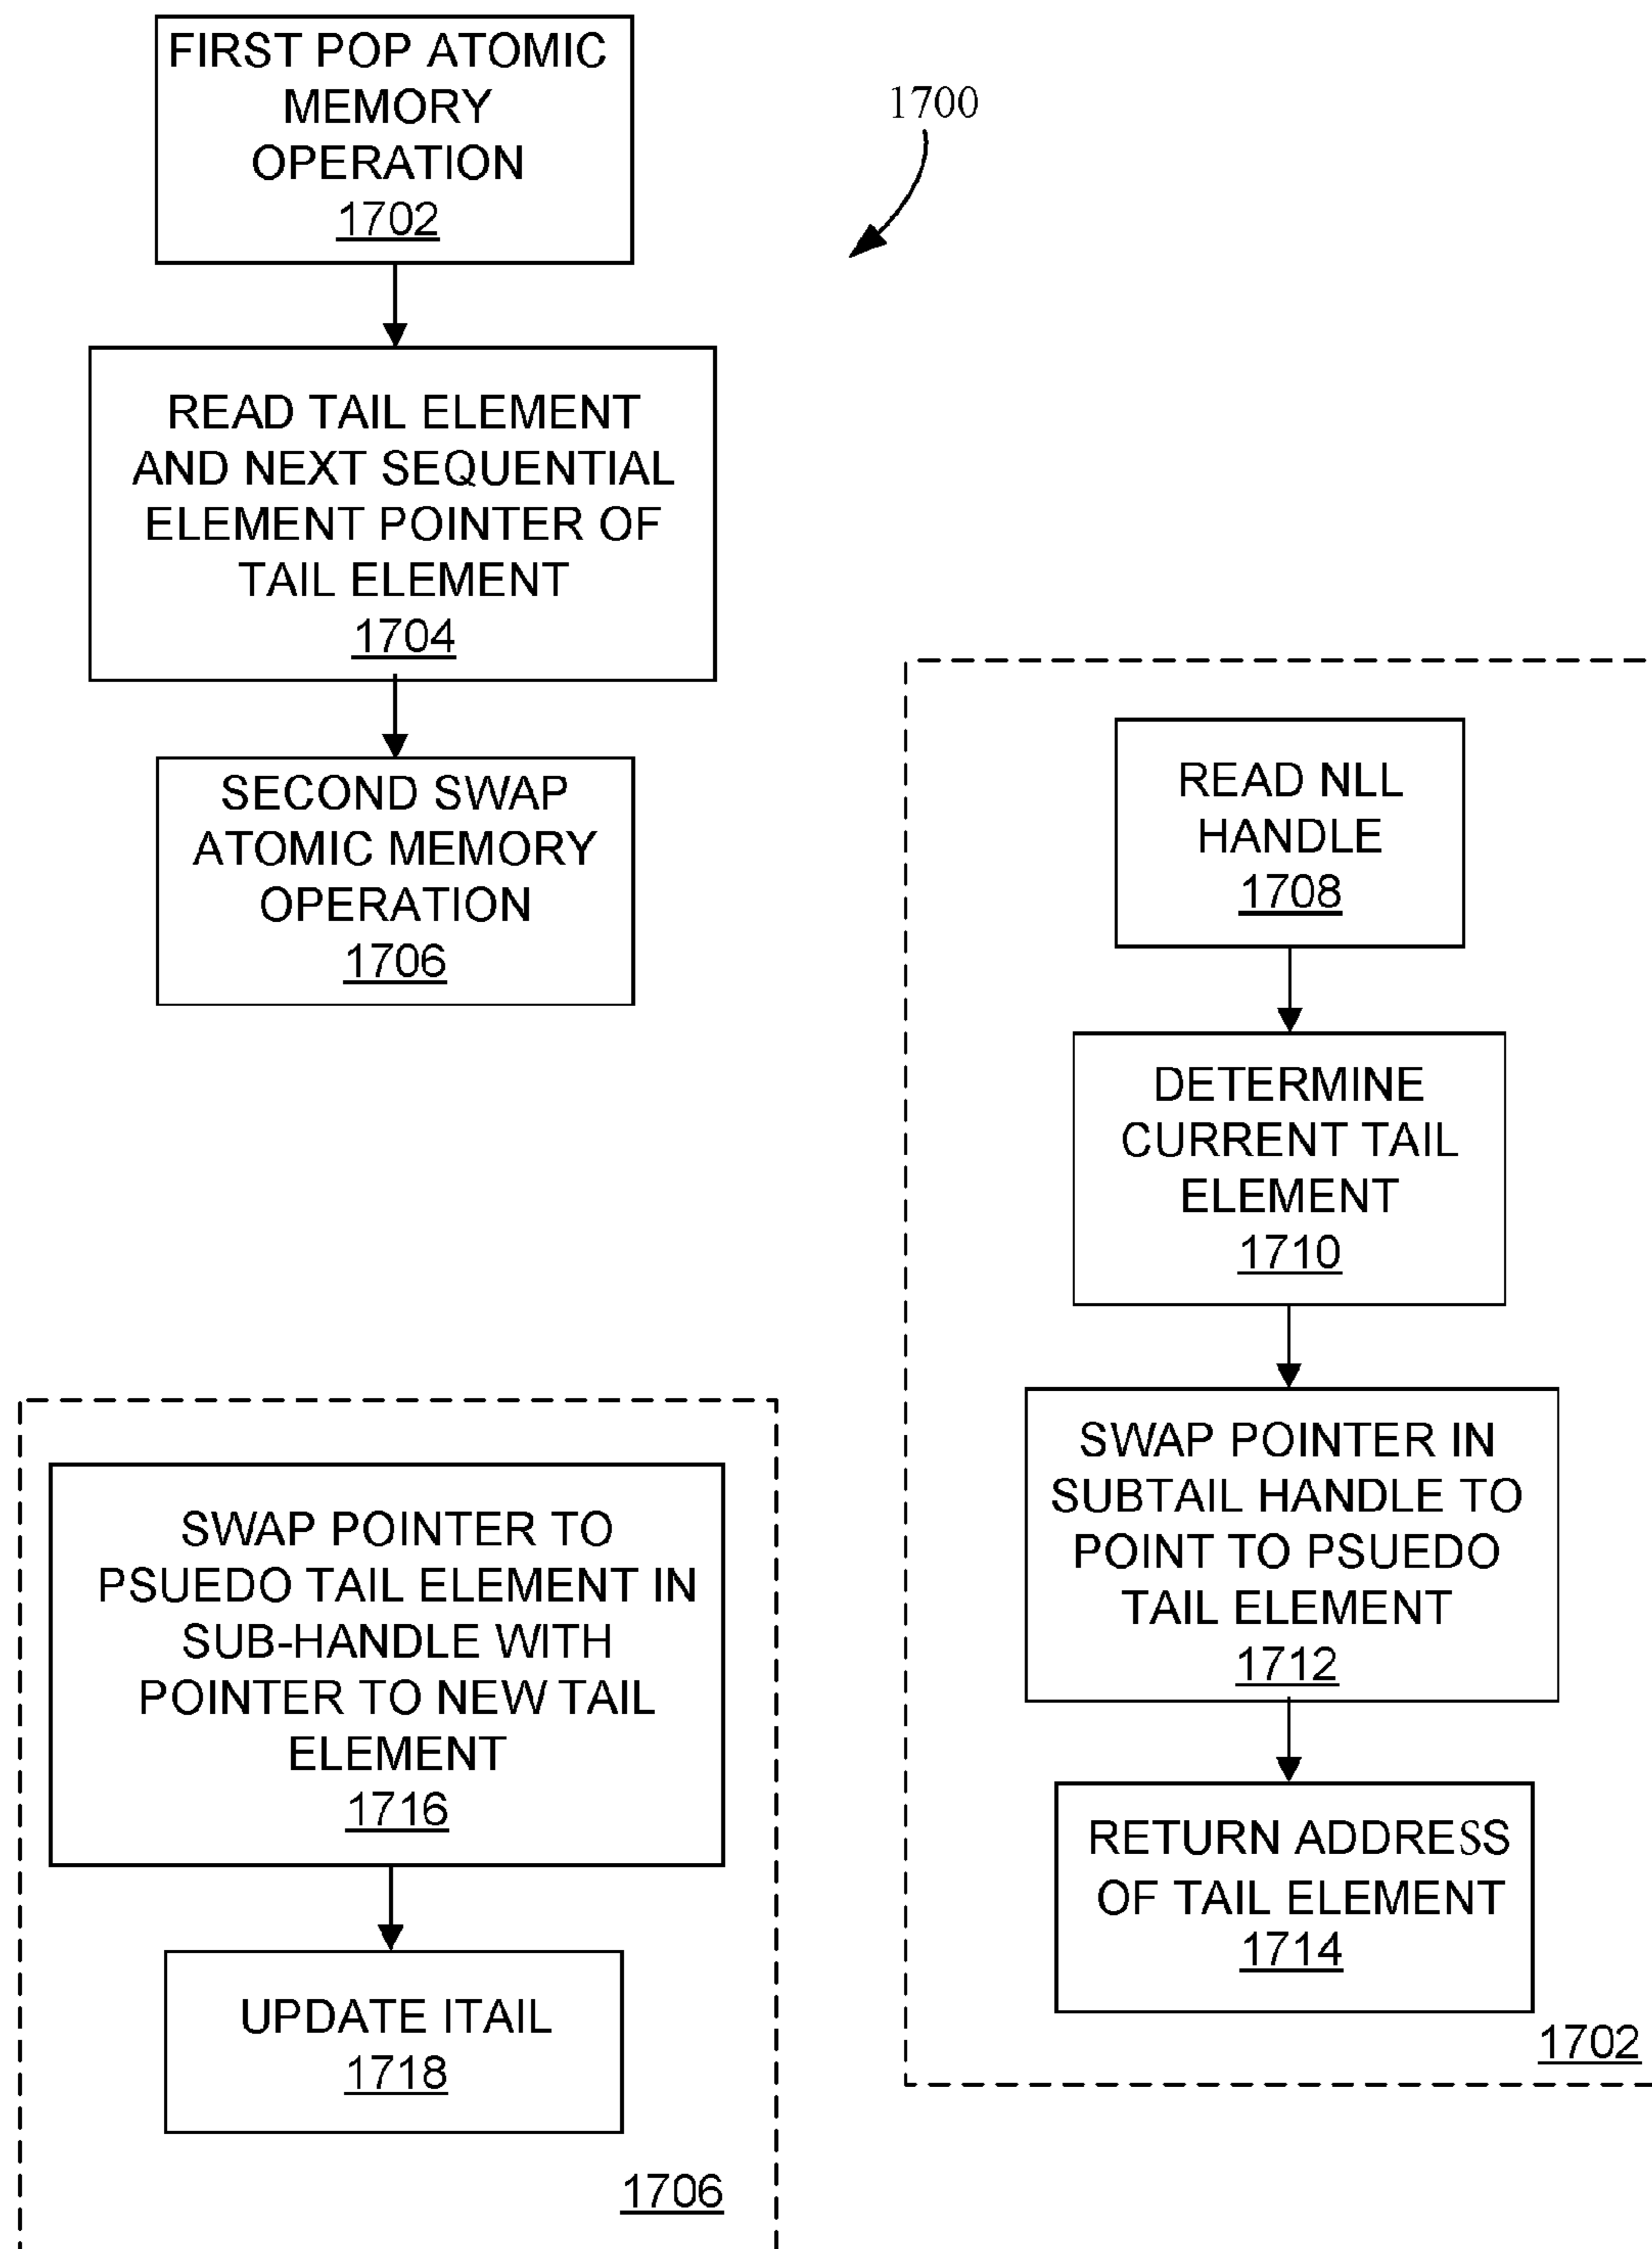 FIRST POP ATOMIC
MEMORY
OPERATION
1702
1700
READ TAIL ELEMENT
AND NEXT SEQUENTIAL
ELEMENT POINTER OF
TAIL ELEMENT
1704
SECOND SWAP
ATOMIC MEMORY
OPERATION
1706
READ NLL
HANDLE
1708
DETERMINE
CURRENT TAIL
ELEMENT
1710
SWAP POINTER IN
SUBTAIL HANDLE TO
POINT TO PSUEDO
TAIL ELEMENT
1712
RETURN ADDRESS
OF TAIL ELEMENT
1714
1702
SWAP POINTER TO
PSUEDO TAIL ELEMENT IN
SUB-HANDLE WITH
POINTER TO NEW TAIL
ELEMENT
1716
UPDATE ITAIL
1718
1706